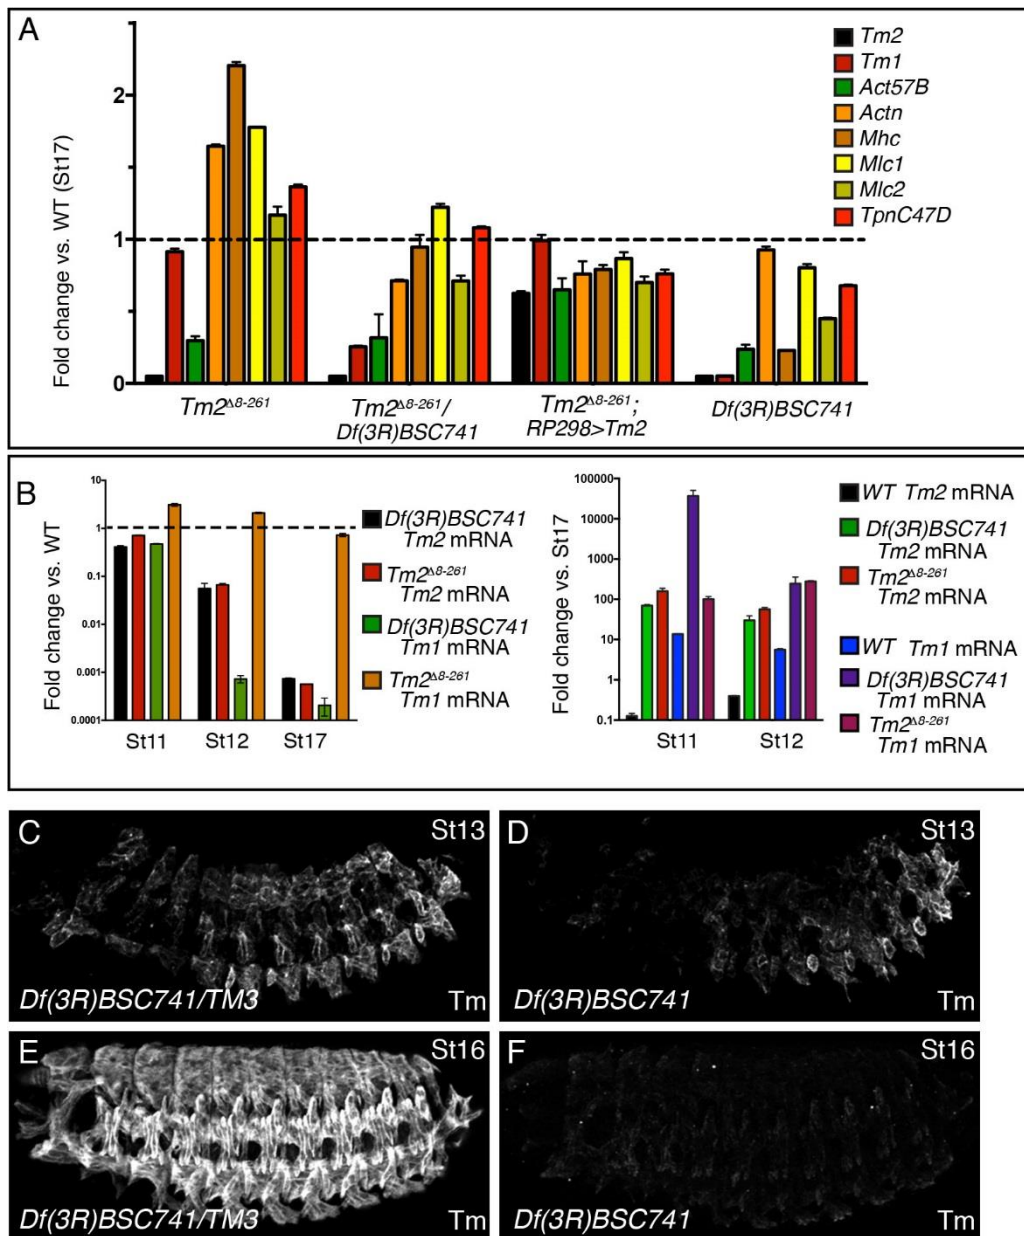 A
Fold change vs. WT (St17)
2
1
0
Tm2
Tm1
Act57B
Actn
Mhc
Mlc1
Mlc2
TpnC47D
Tm2Δ8-261
Tm2Δ8-261/
Df(3R)BSC741
Tm2Δ8-261;
RP298>Tm2
Df(3R)BSC741
B
Fold change vs. WT
10
1
0.1
0.01
0.001
0.0001
St11 St12 St17
Df(3R)BSC741
Tm2 mRNA
Tm2Δ8-261
Tm2 mRNA
Df(3R)BSC741
Tm1 mRNA
Tm2Δ8-261
Tm1 mRNA
Fold change vs. St17
100000
10000
1000
100
10
1
0.1
St11 St12
WT Tm2 mRNA
Df(3R)BSC741
Tm2 mRNA
Tm2Δ8-261
Tm2 mRNA
WT Tm1 mRNA
Df(3R)BSC741
Tm1 mRNA
Tm2Δ8-261
Tm1 mRNA
C St13
Df(3R)BSC741/TM3 Tm
D St13
Df(3R)BSC741 Tm
E St16
Df(3R)BSC741/TM3 Tm
F St16
Df(3R)BSC741 Tm